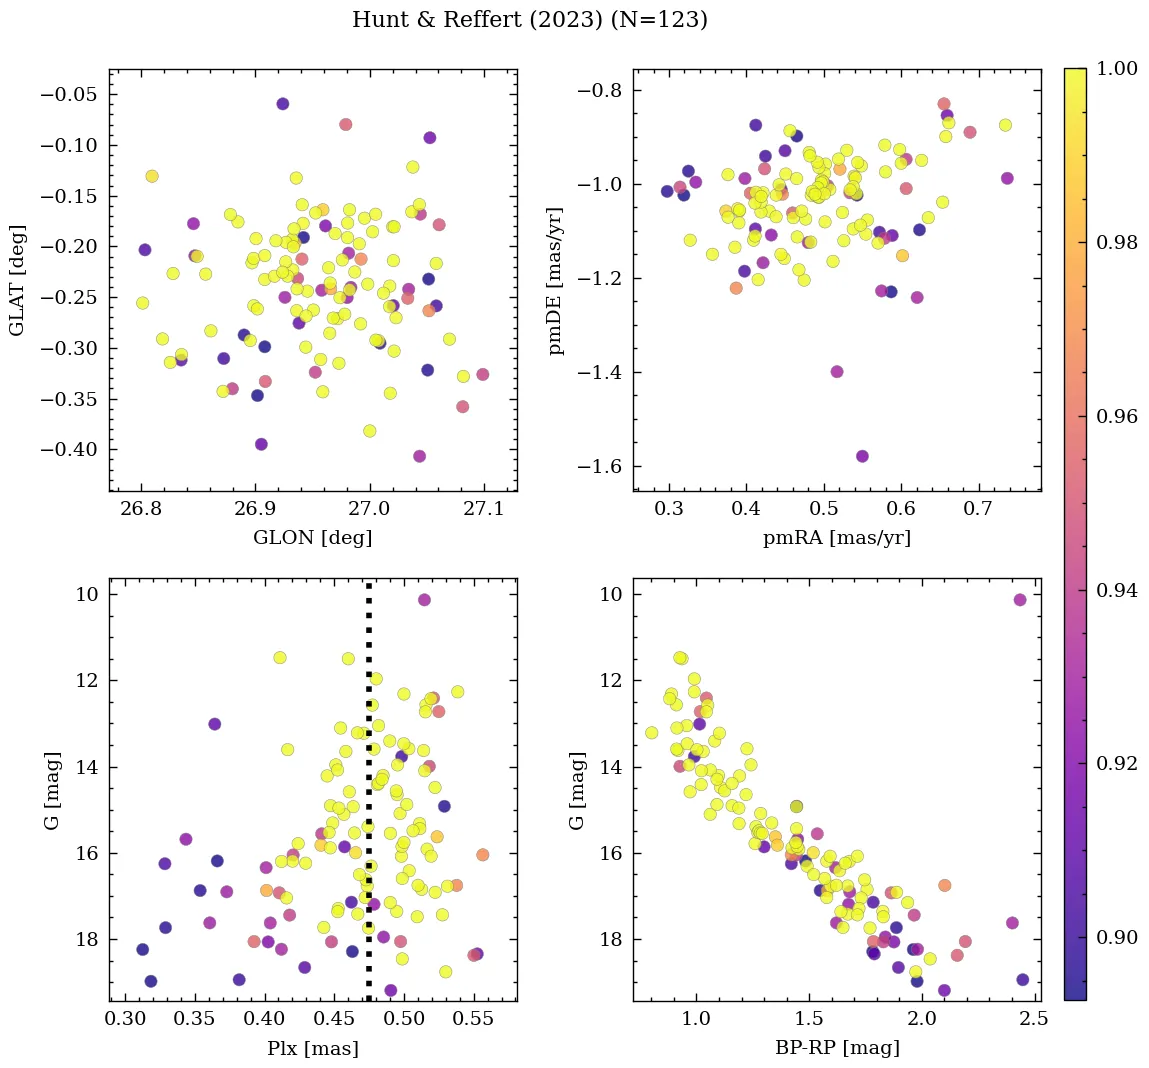 Hunt & Reffert (2023) (N=123)
−0.05
−0.10
−0.15
−0.20
−0.25
−0.30
−0.35
−0.40
GLAT [deg]
26.8 26.9 27.0 27.1
GLON [deg]
−0.8
−1.0
−1.2
−1.4
−1.6
pmDE [mas/yr]
0.3 0.4 0.5 0.6 0.7
pmRA [mas/yr]
10
12
14
16
18
G [mag]
0.30 0.35 0.40 0.45 0.50 0.55
Plx [mas]
10
12
14
16
18
G [mag]
1.0 1.5 2.0 2.5
BP-RP [mag]
1.00
0.98
0.96
0.94
0.92
0.90